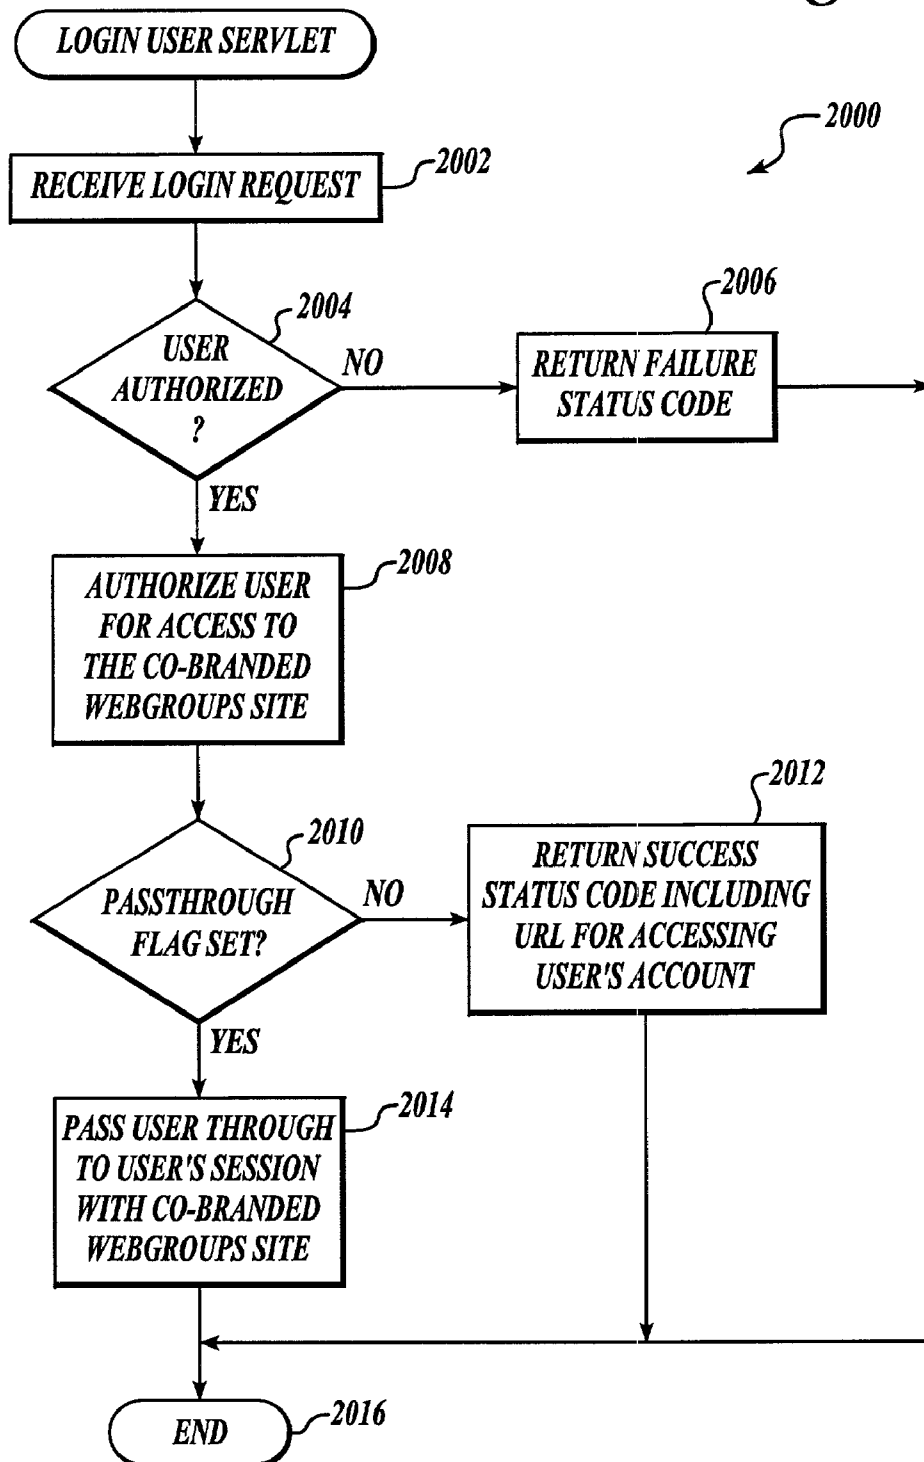 LOGIN USER SERVLET
2000
RECEIVE LOGIN REQUEST
2002
2004
USER
AUTHORIZED
?
NO
2006
RETURN FAILURE
STATUS CODE
YES
2008
AUTHORIZE USER
FOR ACCESS TO
THE CO-BRANDED
WEBGROUPS SITE
2010
PASSTHROUGH
FLAG SET?
NO
2012
RETURN SUCCESS
STATUS CODE INCLUDING
URL FOR ACCESSING
USER'S ACCOUNT
YES
2014
PASS USER THROUGH
TO USER'S SESSION
WITH CO-BRANDED
WEBGROUPS SITE
END
2016